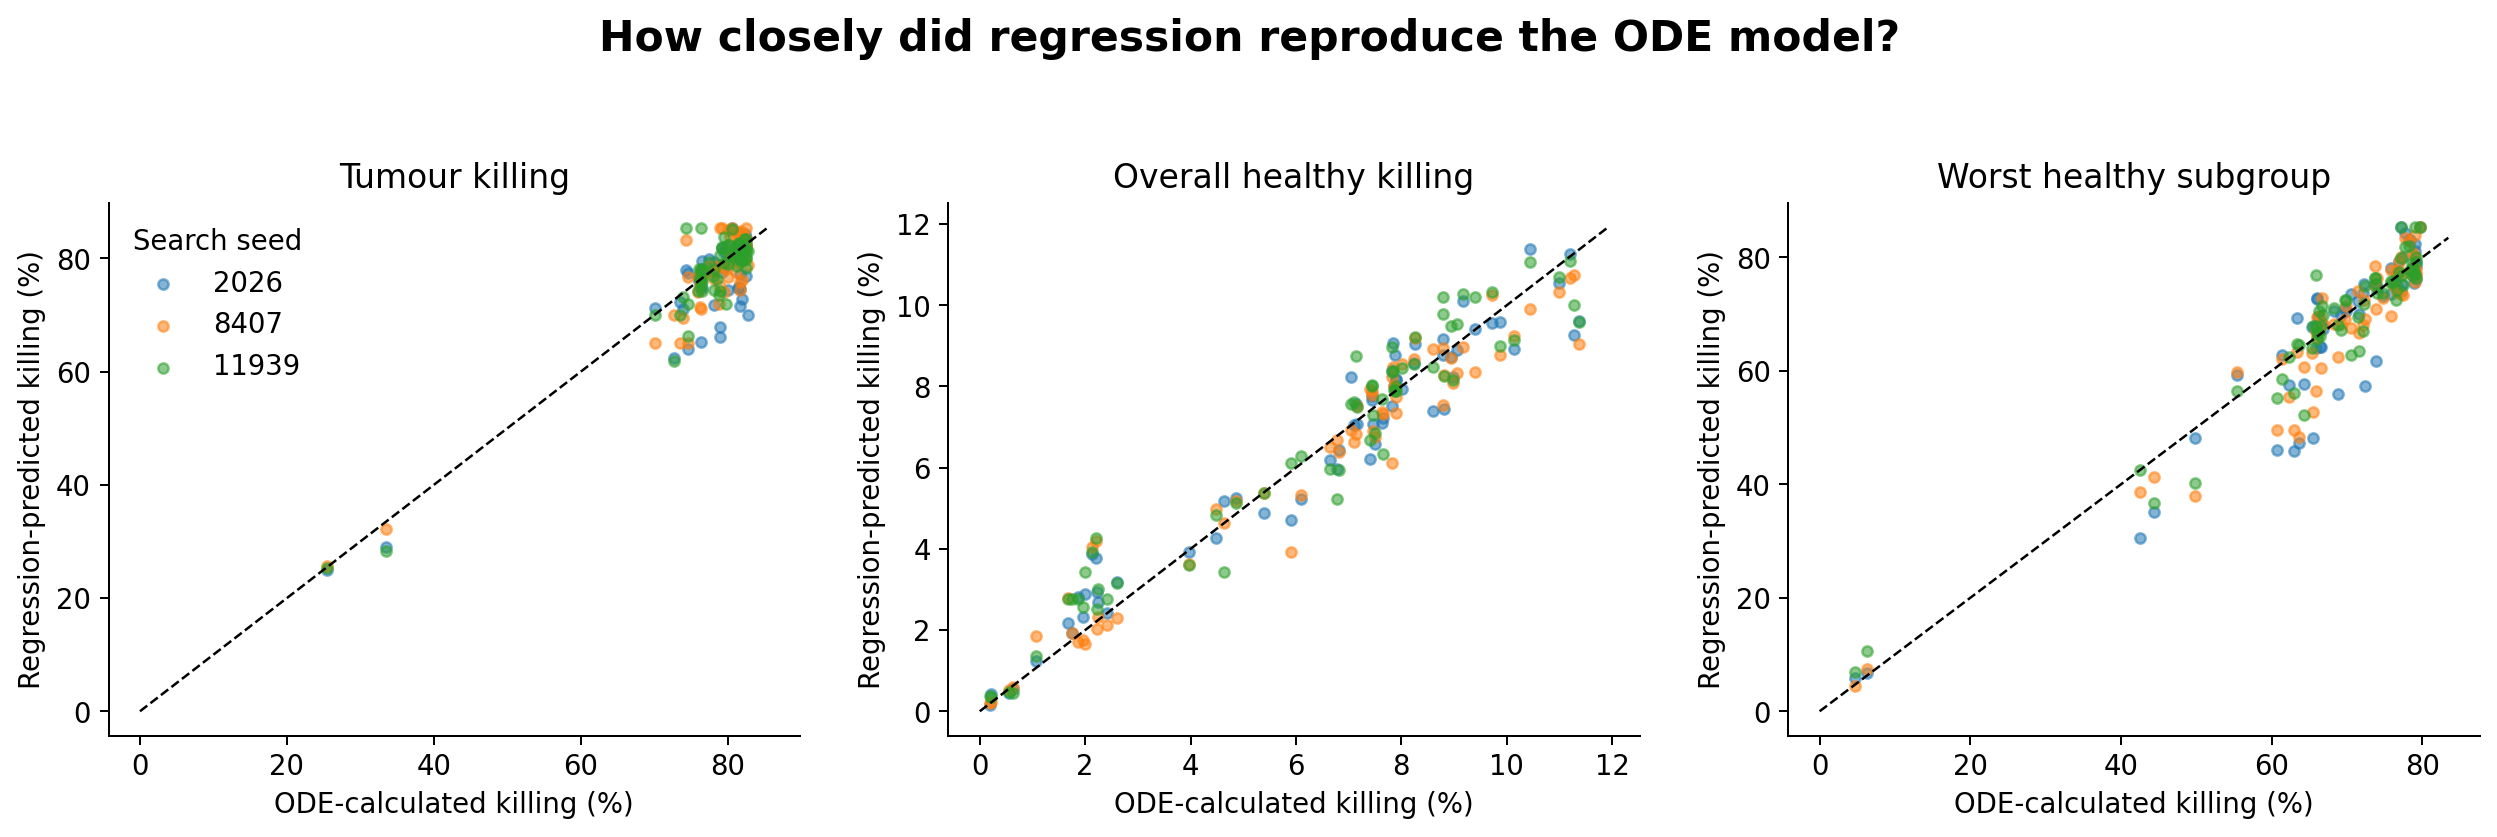 How closely did regression reproduce the ODE model?
Tumour killing
Regression-predicted killing (%)
80
60
40
20
0
Search seed
2026
8407
11939
0 20 40 60 80
ODE-calculated killing (%)
Overall healthy killing
Regression-predicted killing (%)
12
10
8
6
4
2
0
0 2 4 6 8 10 12
ODE-calculated killing (%)
Worst healthy subgroup
Regression-predicted killing (%)
80
60
40
20
0
0 20 40 60 80
ODE-calculated killing (%)